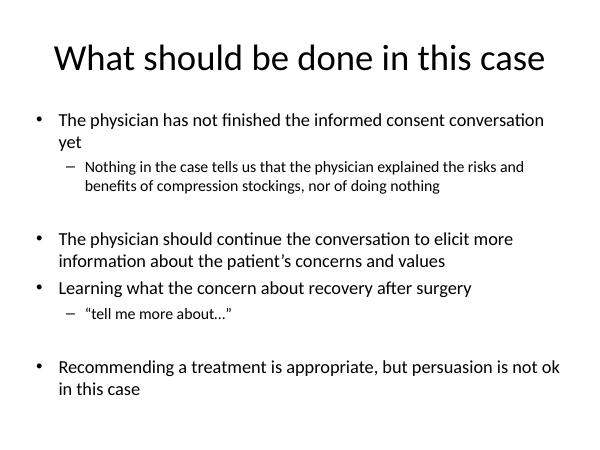 What should be done in this case
• The physician has not finished the informed consent conversation
yet
– Nothing in the case tells us that the physician explained the risks and
benefits of compression stockings, nor of doing nothing
• The physician should continue the conversation to elicit more
information about the patient’s concerns and values
• Learning what the concern about recovery after surgery
– “tell me more about…”
• Recommending a treatment is appropriate, but persuasion is not ok
in this case